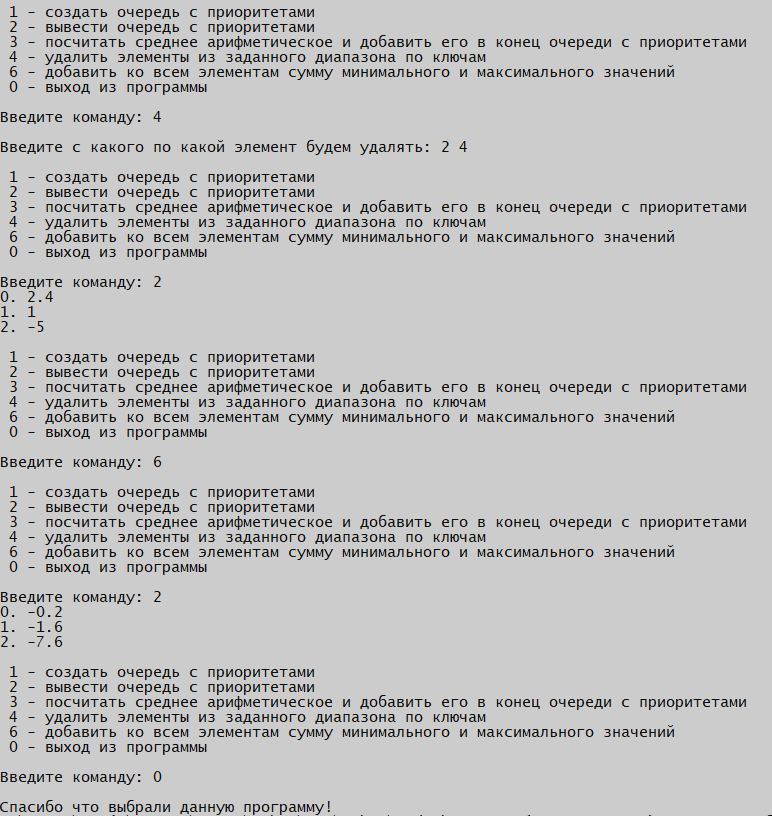 1 - создать очередь с приоритетами
2 - вывести очередь с приоритетами
3 - посчитать среднее арифметическое и добавить его в конец очереди с приоритетами
4 - удалить элементы из заданного диапазона по ключам
6 - добавить ко всем элементам сумму минимального и максимального значений
0 - выход из программы
Введите команду: 4
Введите с какого по какой элемент будем удалять: 2 4
1 - создать очередь с приоритетами
2 - вывести очередь с приоритетами
3 - посчитать среднее арифметическое и добавить его в конец очереди с приоритетами
4 - удалить элементы из заданного диапазона по ключам
6 - добавить ко всем элементам сумму минимального и максимального значений
0 - выход из программы
Введите команду: 2
0. 2.4
1. 1
2. -5
1 - создать очередь с приоритетами
2 - вывести очередь с приоритетами
3 - посчитать среднее арифметическое и добавить его в конец очереди с приоритетами
4 - удалить элементы из заданного диапазона по ключам
6 - добавить ко всем элементам сумму минимального и максимального значений
0 - выход из программы
Введите команду: 6
1 - создать очередь с приоритетами
2 - вывести очередь с приоритетами
3 - посчитать среднее арифметическое и добавить его в конец очереди с приоритетами
4 - удалить элементы из заданного диапазона по ключам
6 - добавить ко всем элементам сумму минимального и максимального значений
0 - выход из программы
Введите команду: 2
0. -0.2
1. -1.6
2. -7.6
1 - создать очередь с приоритетами
2 - вывести очередь с приоритетами
3 - посчитать среднее арифметическое и добавить его в конец очереди с приоритетами
4 - удалить элементы из заданного диапазона по ключам
6 - добавить ко всем элементам сумму минимального и максимального значений
0 - выход из программы
Введите команду: 0
Спасибо что выбрали данную программу!